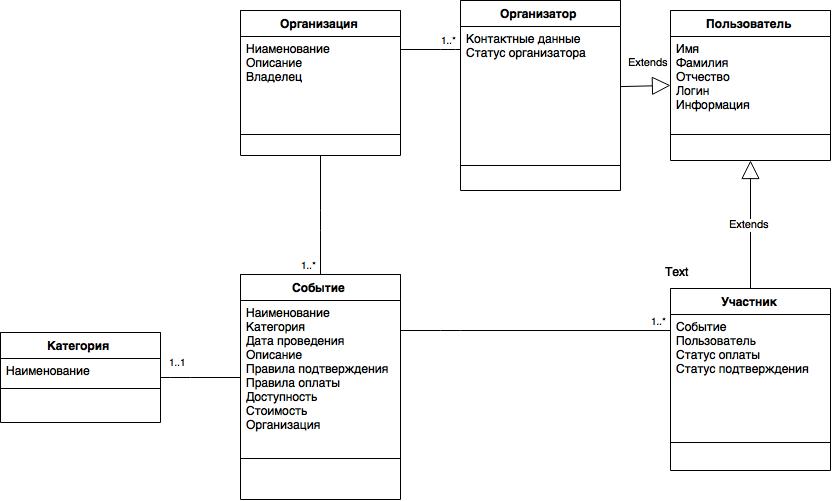 Организация
Ниаменование
Описание
Владелец
1..*
Организатор
Контактные данные
Статус организатора
Extends
Пользователь
Имя
Фамилия
Отчество
Логин
Информация
Extends
1..*
Text
Событие
Наименование
Категория
Дата проведения
Описание
Правила подтверждения
Правила оплаты
Доступность
Стоимость
Организация
1..*
Участник
Событие
Пользователь
Статус оплаты
Статус подтверждения
Категория
Наименование
1..1